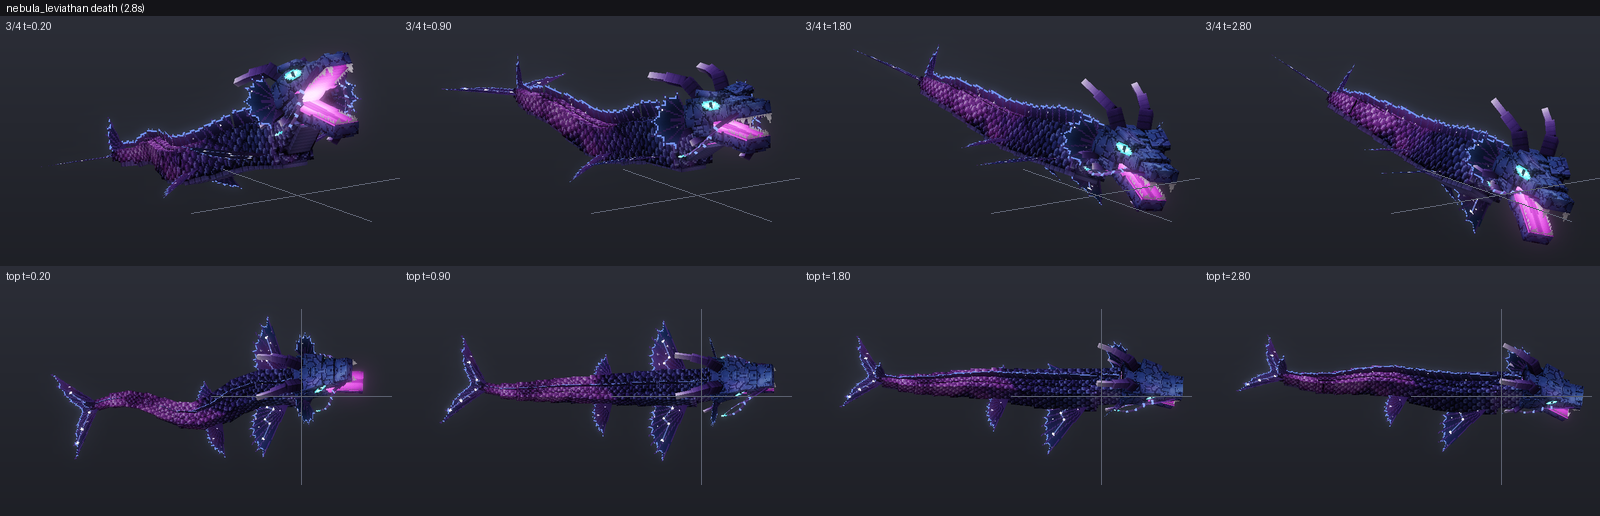 nebula_leviathan death (2.8s)
3/4 t=0.20
3/4 t=0.90
3/4 t=1.80
3/4 t=2.80
top t=0.20
top t=0.90
top t=1.80
top t=2.80